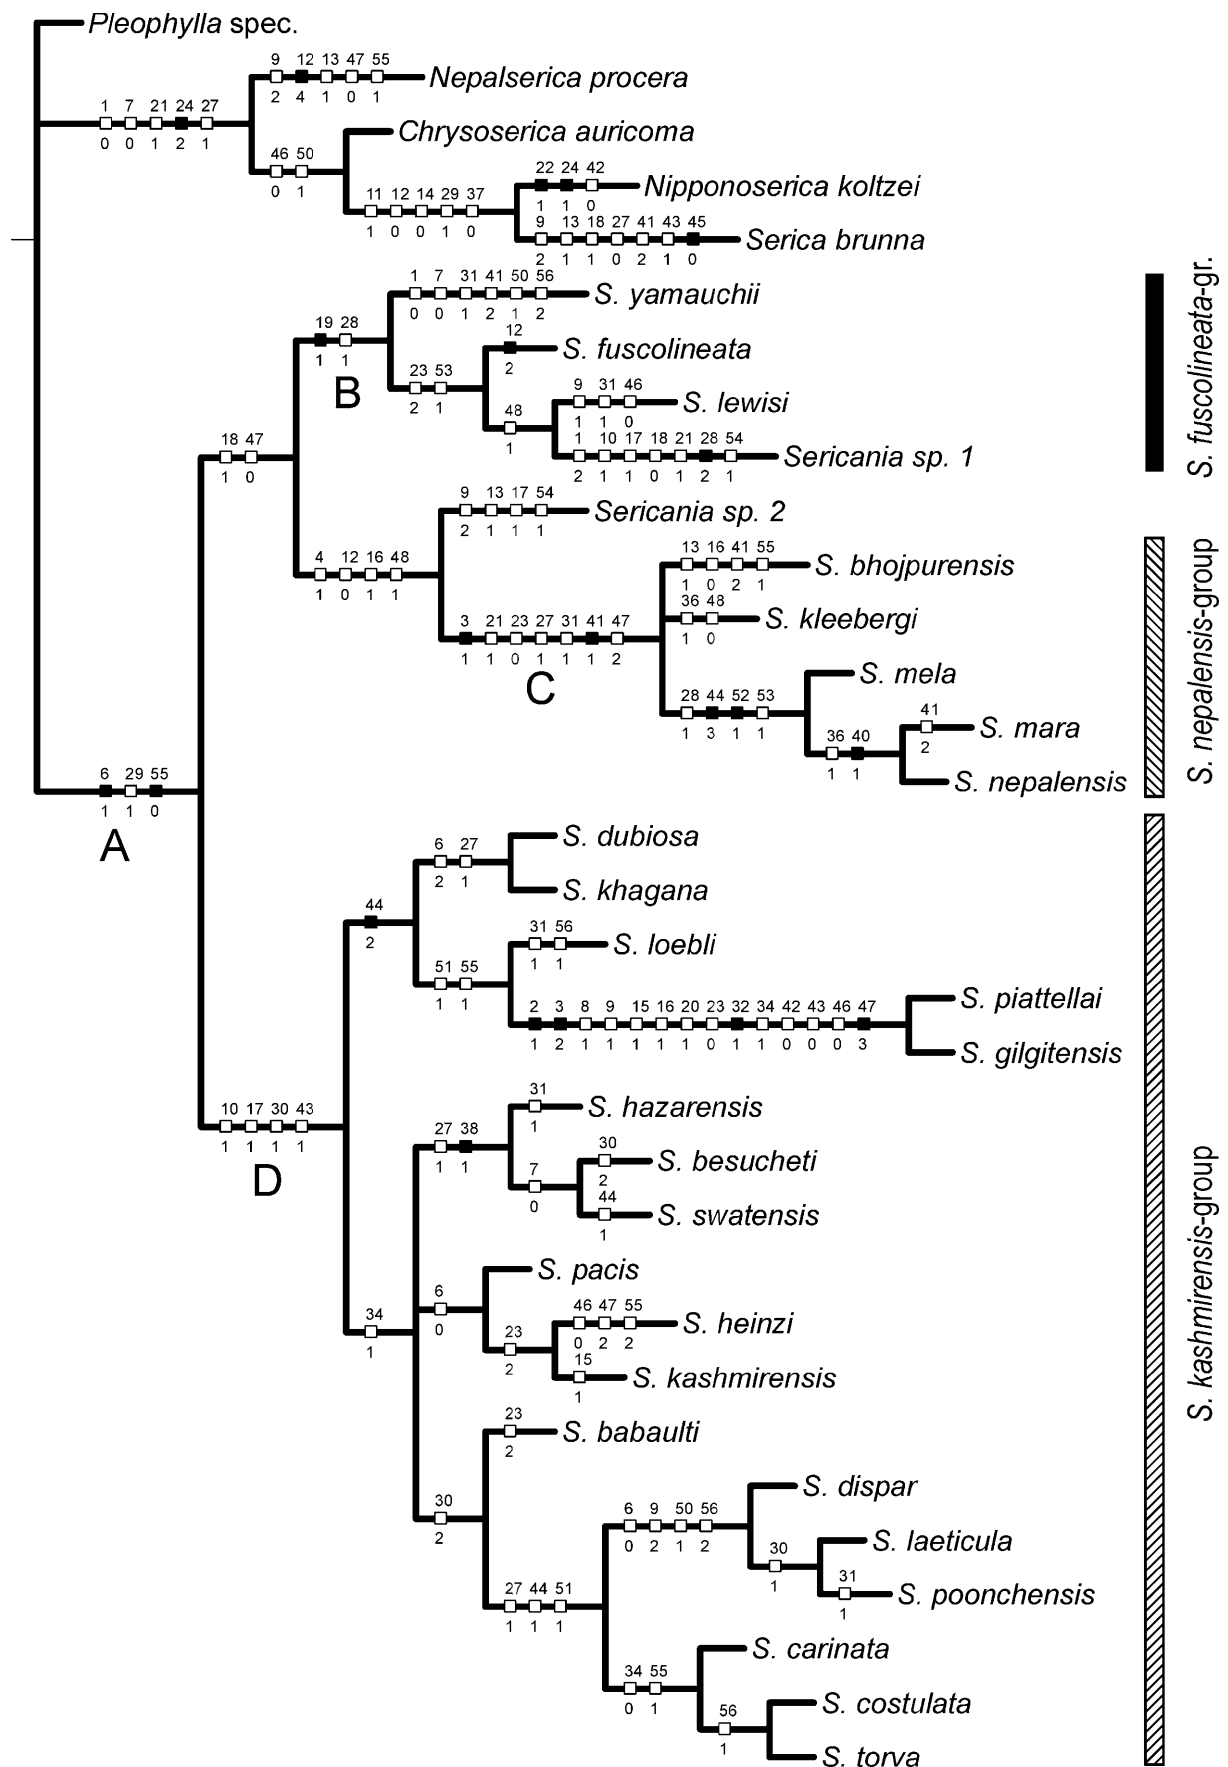 Pleophylla spec.
9 12 13 47 55
Nepalserica procera
2 4 1 0 1
1 7 21 24 27
0 0 1 2 1
Chrysoserica auricoma
46 50
0 1
22 24 42
Nipponoserica koltzei
1 1 0
11 12 14 29 37
1 0 0 1 0
9 13 18 27 41 43 45
Serica brunna
2 1 1 0 2 1 0
1 7 31 41 50 56
S. yamauchii
0 0 1 2 1 2
19 28
1 1
B
12
S. fuscolineata
2
23 53
2 1
9 31 46
S. lewisi
1 1 0
48
1
1 10 17 18 21 28 54
Sericania sp. 1
2 1 1 0 1 2 1
S. fuscolineata-gr.
18 47
1 0
9 13 17 54
Sericania sp. 2
2 1 1 1
4 12 16 48
1 0 1 1
13 16 41 55
S. bhojpurensis
1 0 2 1
36 48
S. kleebergi
1 0
3 21 23 27 31 41 47
1 1 0 1 1 1 2
C
S. mela
28 44 52 53
1 3 1 1
41
S. mara
2
36 40
1 1
S. nepalensis
S. nepalensis-group
6 29 55
1 1 0
A
S. dubiosa
6 27
2 1
S. khagana
44
2
31 56
S. loebli
1 1
51 55
1 1
S. piattellai
2 3 8 9 15 16 20 23 32 34 42 43 46 47
1 2 1 1 1 1 1 0 1 1 0 0 0 3
S. gilgitensis
10 17 30 43
1 1 1 1
D
31
S. hazarensis
1
27 38
1 1
30
S. besucheti
2
7
0
44
S. swatensis
1
S. pacis
6
0
34
1
46 47 55
S. heinzi
0 2 2
23
2
15
S. kashmirensis
1
23
S. babaulti
2
30
2
S. dispar
6 9 50 56
0 2 1 2
S. laeticula
30
1
31
S. poonchensis
1
27 44 51
1 1 1
S. carinata
34 55
0 1
S. costulata
56
1
S. torva
S. kashmirensis-group